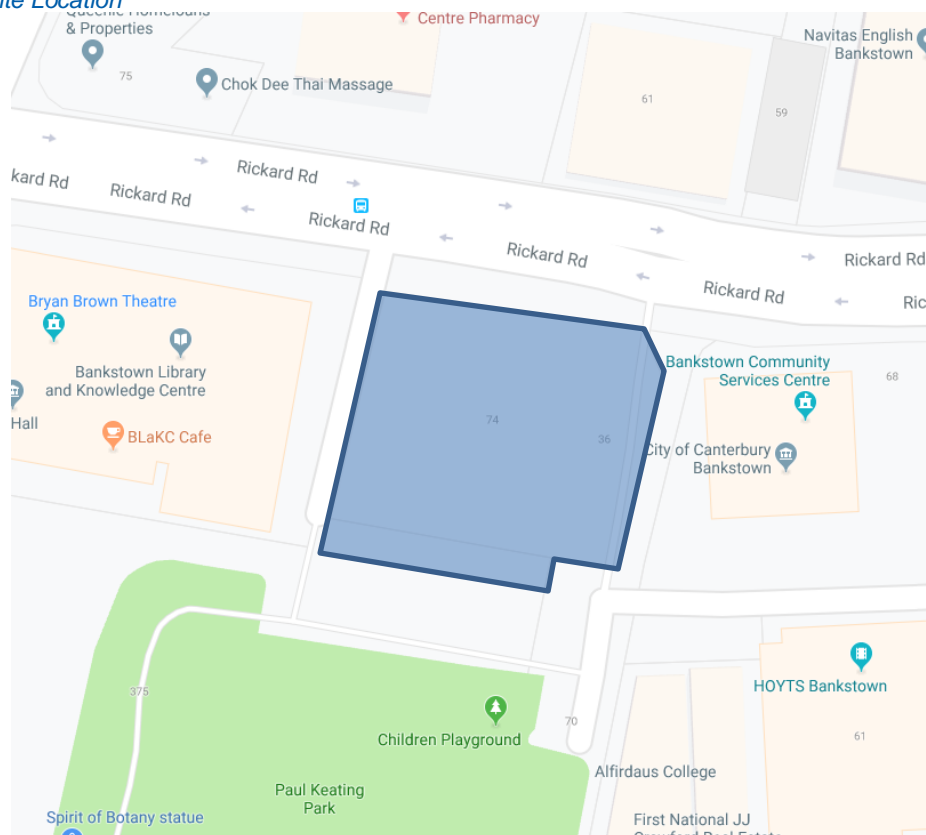 Location
& Properties
75
Chok Dee Thai Massage
Centre Pharmacy
61
59
Navitas English
Bankstown
Rickard Rd
Rd
Rickard Rd
Rickard Rd
Rickard Rd
Rickard Rd
Rickard Rd
Bryan Brown Theatre
Bankstown Library
and Knowledge Centre
Hall
BLaKC Cafe
74
36
Bankstown Community
Services Centre
68
City of Canterbury
Bankstown
HOYTS Bankstown
61
375
Children Playground
70
Paul Keating
Park
Alfirdaus College
Spirit of Botany statue
First National JJ